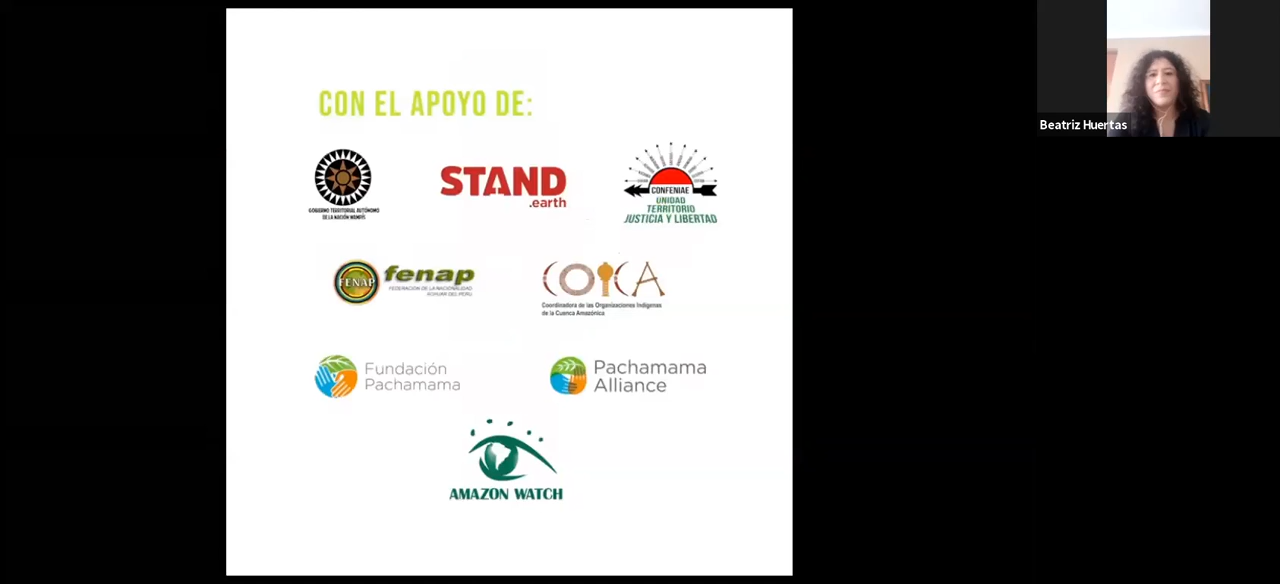 CON EL APOYO DE:
GOBIERNO TERRITORIAL AUTÓNOMO
DE LA NACIÓN WAMPIS
STAND
.earth
CONFENIAE
UNIDAD
TERRITORIO
JUSTICIA Y LIBERTAD
FENAP
fenap
FEDERACIÓN DE LA NACIONALIDAD
ACHUAR DEL PERÚ
COICA
Coordinadora de las Organizaciones Indígenas
de la Cuenca Amazónica
Fundación
Pachamama
Pachamama
Alliance
AMAZON WATCH
Beatriz Huertas